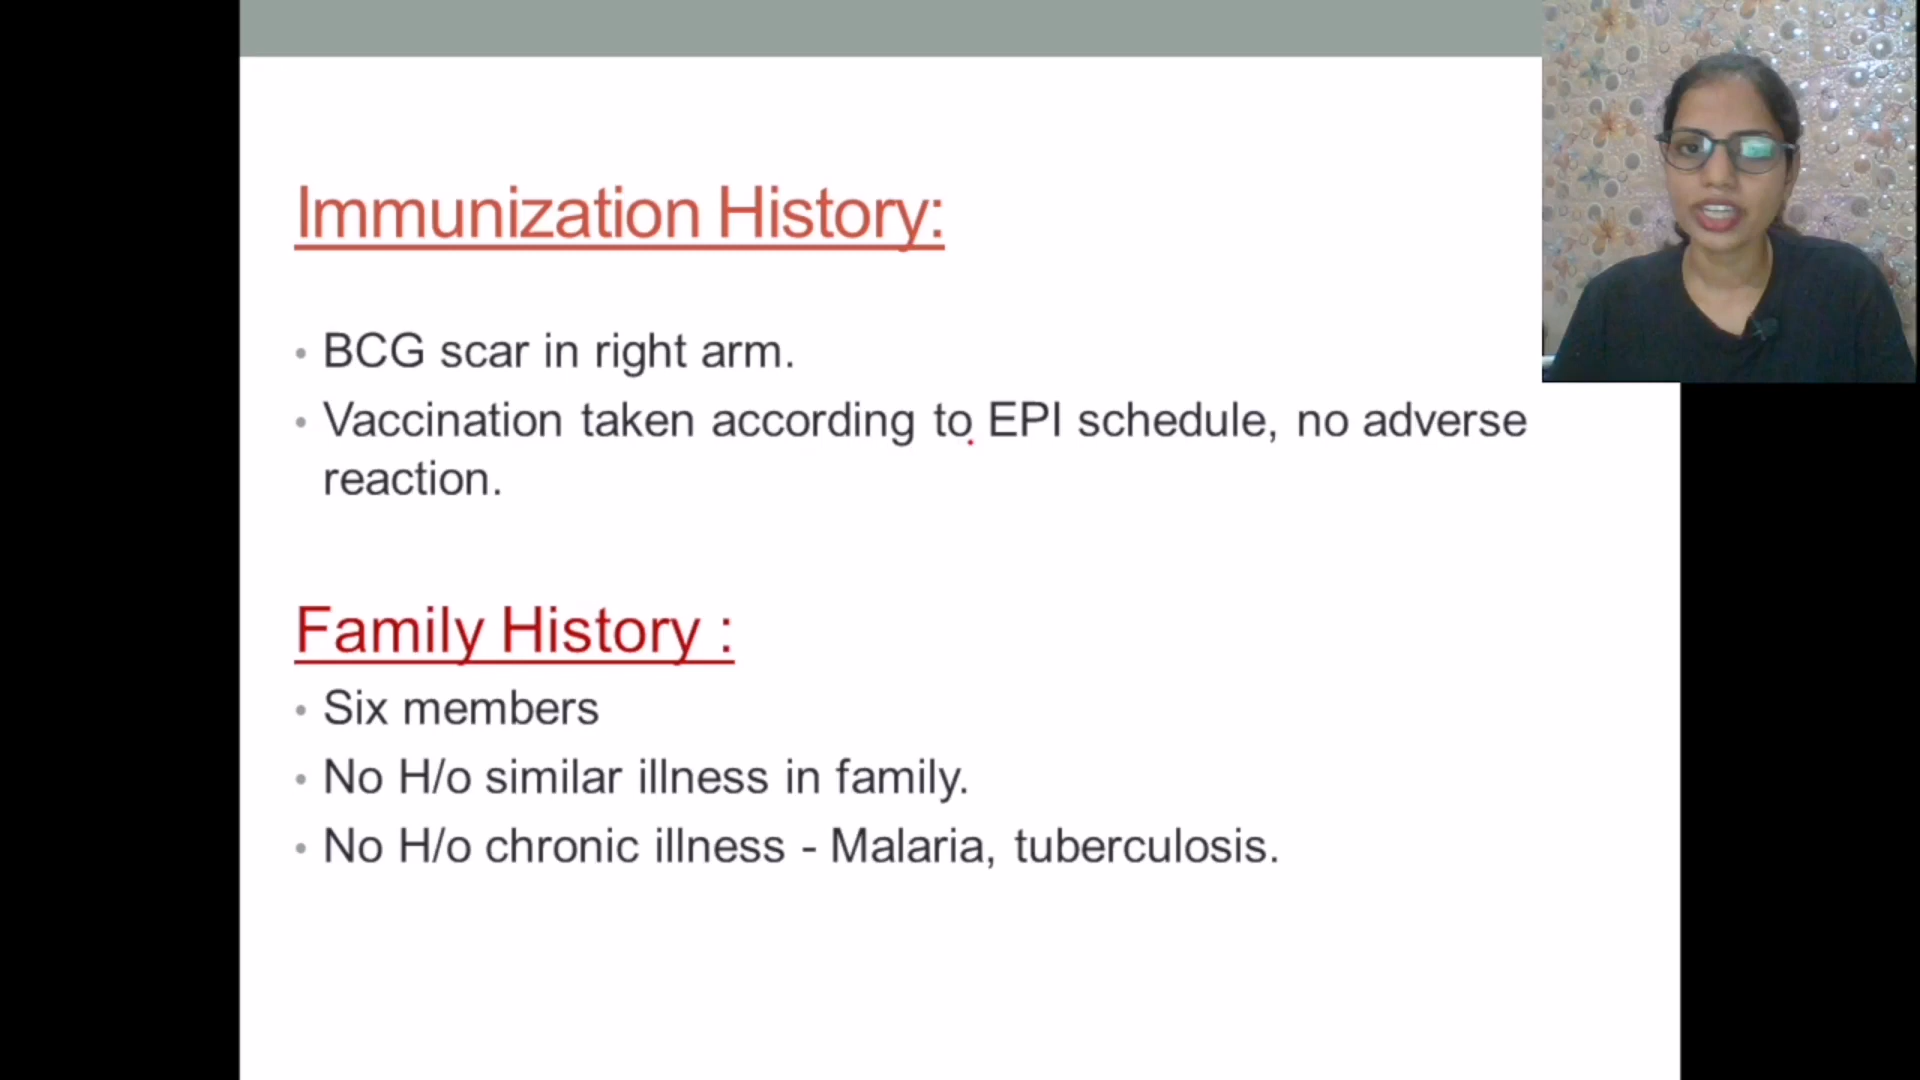 Immunization History:
• BCG scar in right arm.
• Vaccination taken according to EPI schedule, no adverse
reaction.
Family History :
• Six members
• No H/o similar illness in family.
• No H/o chronic illness - Malaria, tuberculosis.